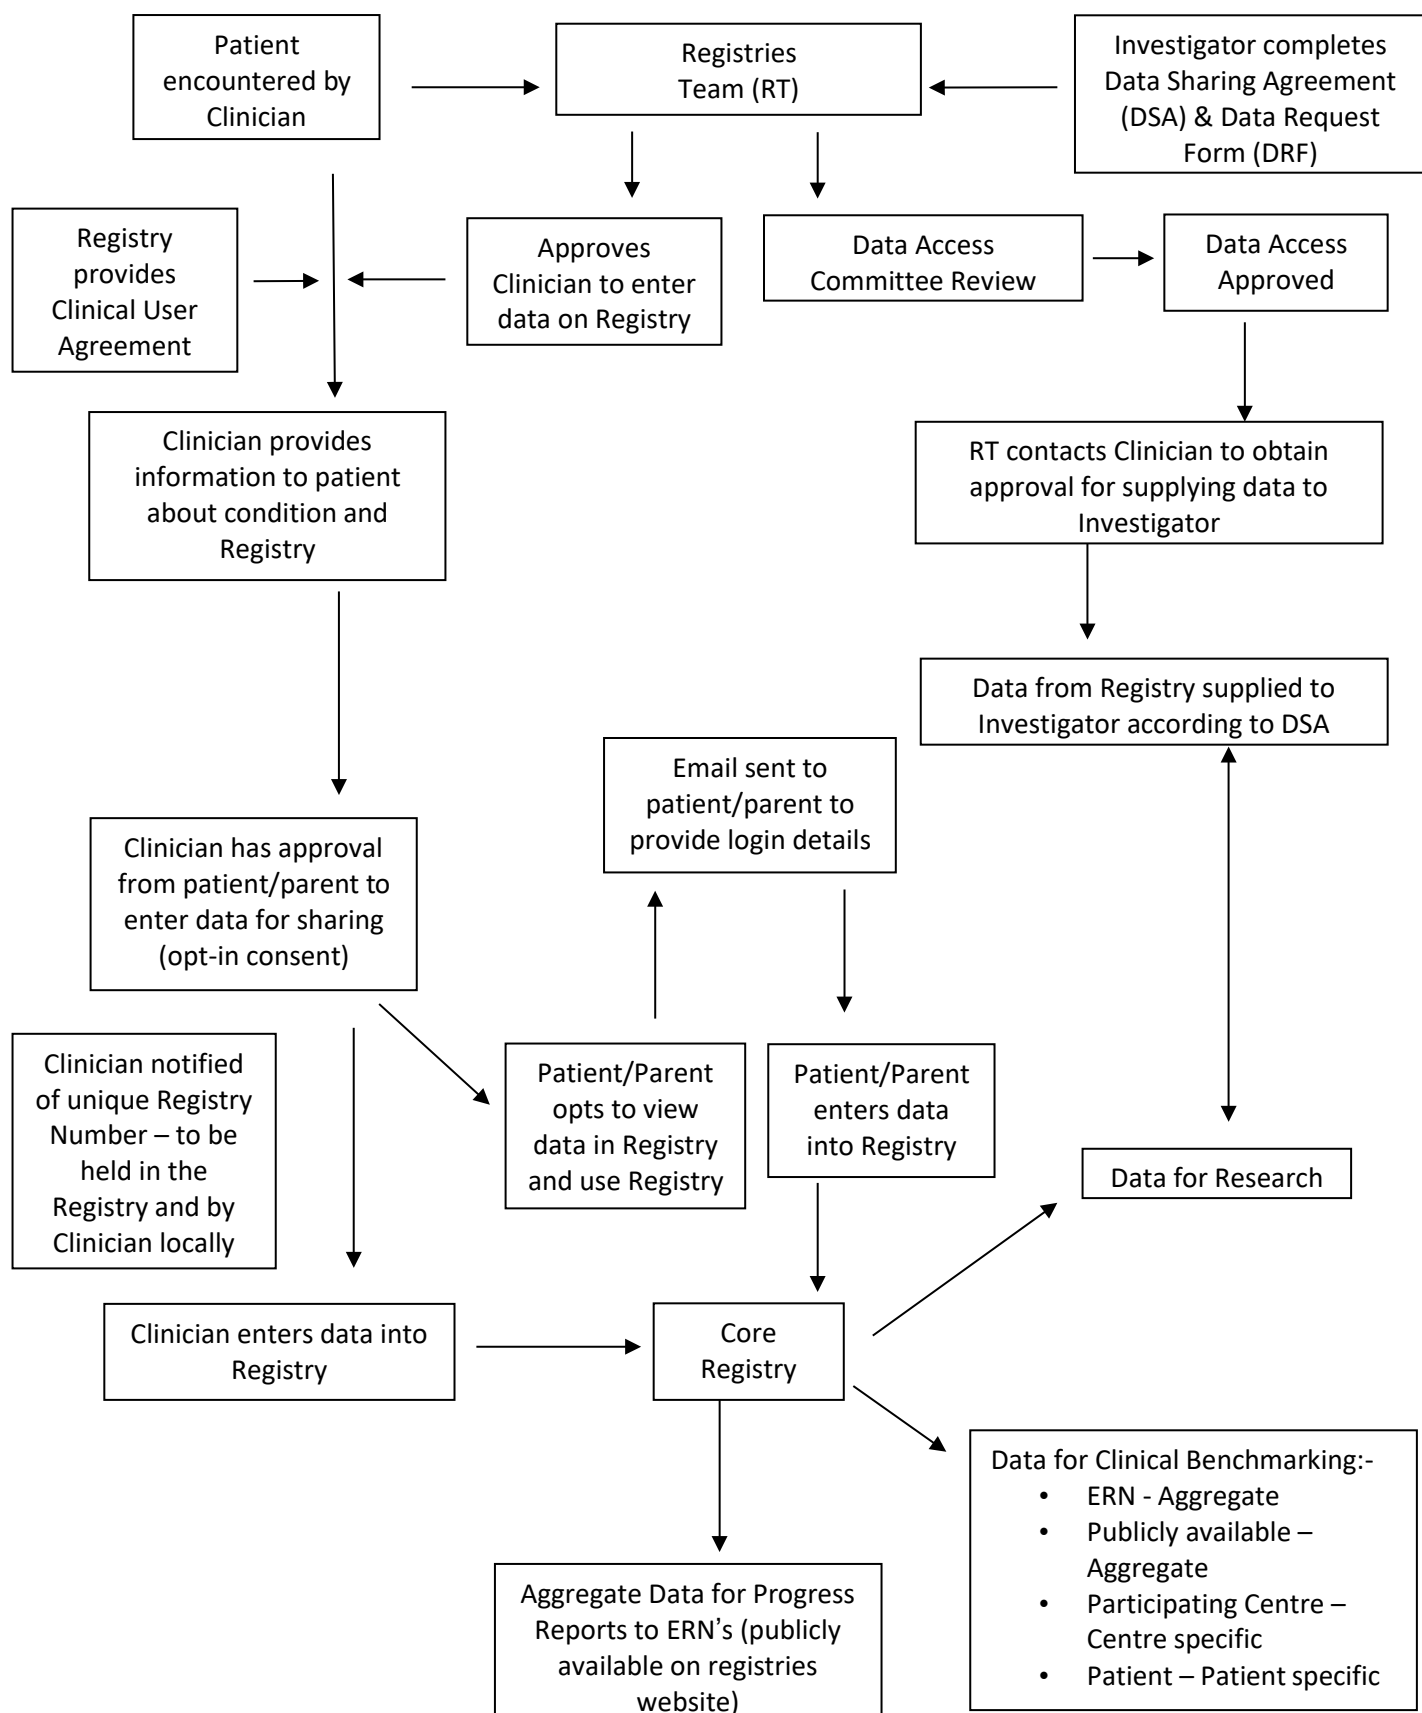 Patient
encountered by
Clinician
Registries
Team (RT)
Investigator completes
Data Sharing Agreement
(DSA) & Data Request
Form (DRF)
Registry
provides
Clinical User
Agreement
Approves
Clinician to enter
data on Registry
Data Access
Committee Review
Data Access
Approved
Clinician provides
information to patient
about condition and
Registry
RT contacts Clinician to obtain
approval for supplying data to
Investigator
Data from Registry supplied to
Investigator according to DSA
Email sent to
patient/parent to
provide login details
Clinician has approval
from patient/parent to
enter data for sharing
(opt-in consent)
Clinician notified
of unique Registry
Number – to be
held in the
Registry and by
Clinician locally
Patient/Parent
opts to view
data in Registry
and use Registry
Patient/Parent
enters data
into Registry
Data for Research
Clinician enters data into
Registry
Core
Registry
Data for Clinical Benchmarking:-
• ERN - Aggregate
• Publicly available –
Aggregate
• Participating Centre –
Centre specific
• Patient – Patient specific
Aggregate Data for Progress
Reports to ERN’s (publicly
available on registries
website)